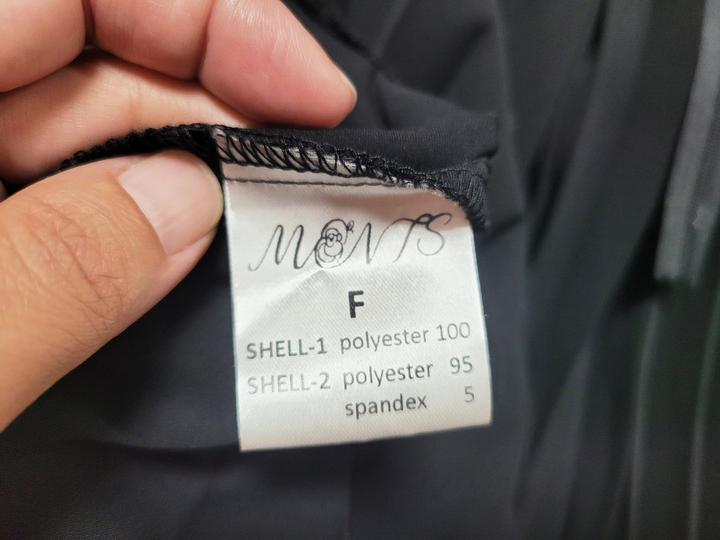 MONTS
F
SHELL-1 polyester 100
SHELL-2 polyester 95
spandex 5